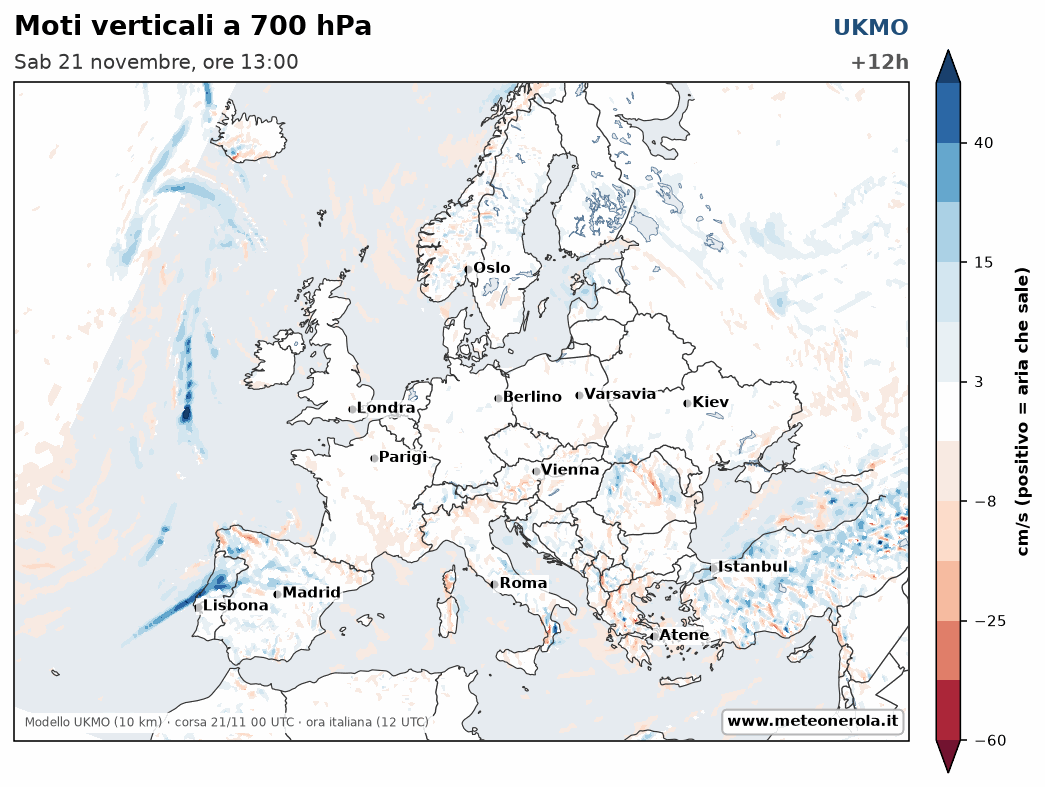 Moti verticali a 700 hPa
UKMO
Sab 21 novembre, ore 13:00
+12h
40
15
3
−8
−25
−60
cm/s (positivo = aria che sale)
Oslo
Londra
Berlino
Varsavia
Kiev
Parigi
Vienna
Istanbul
Roma
Madrid
Lisbona
Atene
Modello UKMO (10 km) · corsa 21/11 00 UTC · ora italiana (12 UTC)
www.meteonerola.it